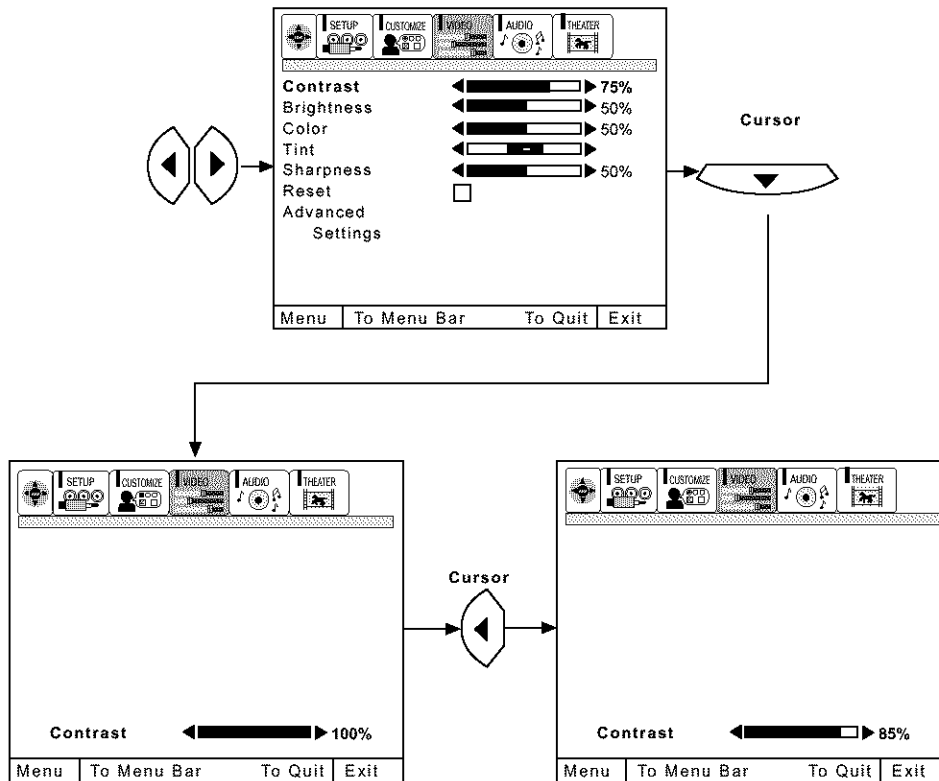 SETUP CUSTOMIZE VIDEO AUDIO THEATER
Contrast 75%
Brightness 50%
Color 50%
Tint
Sharpness 50%
Reset
Advanced
Settings
Menu To Menu Bar To Quit Exit
Cursor
SETUP CUSTOMIZE VIDEO AUDIO THEATER
Contrast 100%
Menu To Menu Bar To Quit Exit
Cursor
SETUP CUSTOMIZE VIDEO AUDIO THEATER
Contrast 85%
Menu To Menu Bar To Quit Exit